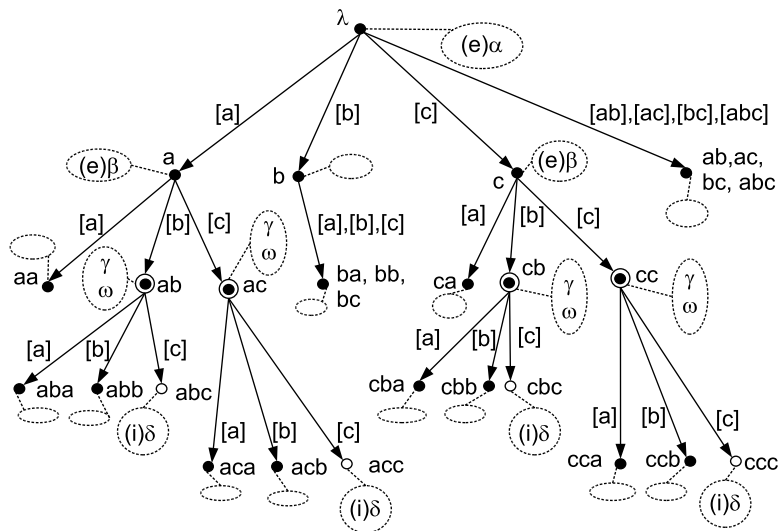 λ
(e)α
[a]
[b]
[c]
[ab],[ac],[bc],[abc]
(e)β
a
b
c
(e)β
ab,ac,
bc, abc
[a]
[b]
[c]
γ
ω
[a],[b],[c]
[a]
[b]
[c]
aa
γ
ω
ab
ac
ba, bb,
bc
ca
cb
γ
ω
cc
γ
ω
[a]
[b]
[c]
[a]
[b]
[c]
aba
abb
abc
cba
cbb
cbc
(i)δ
(i)δ
[a]
[b]
[c]
[a]
[b]
[c]
aca
acb
acc
cca
ccb
ccc
(i)δ
(i)δ